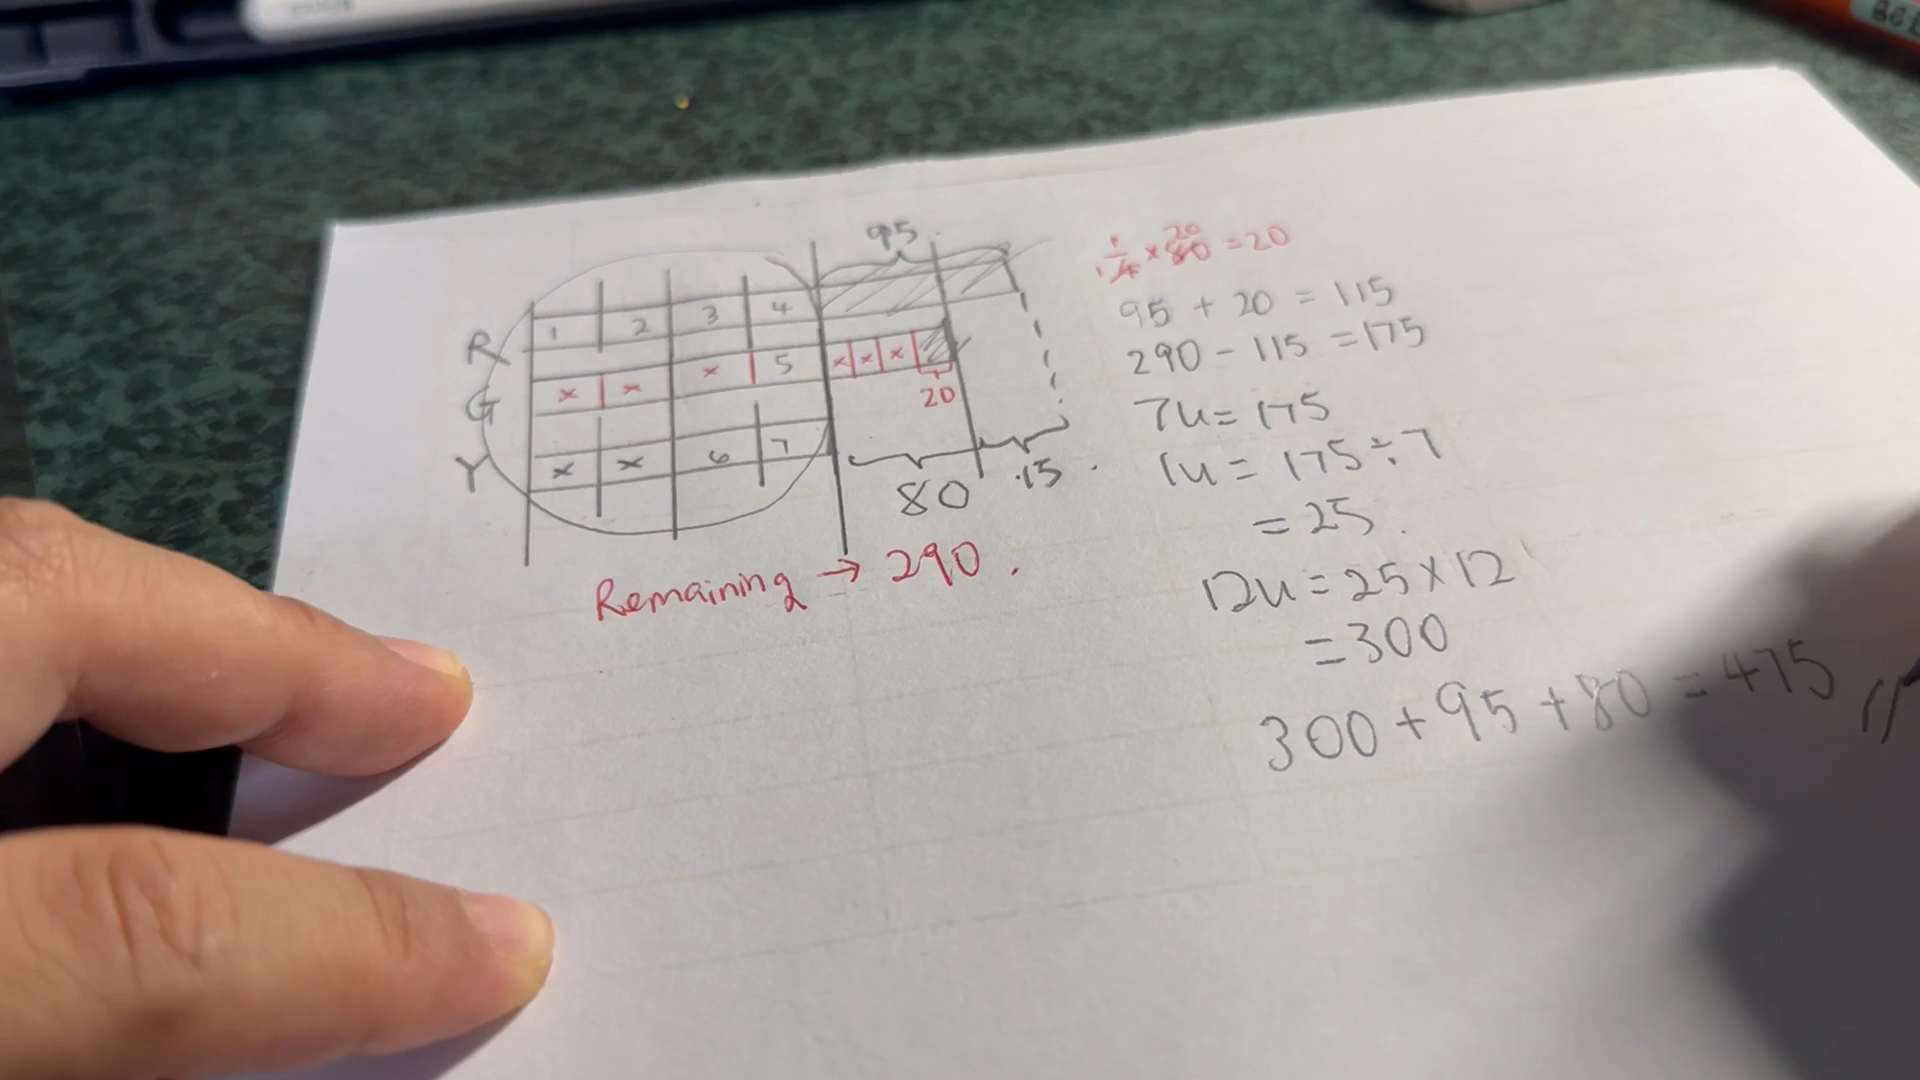 95
R 1 2 3 4
G x x x 5 x x x
20
Y x x 6 7
80 15
Remaining → 290.
1/4 × 80 20 = 20
95 + 20 = 115
290 - 115 = 175
7u = 175
1u = 175 ÷ 7
= 25.
12u = 25 × 12
= 300
300 + 95 + 80 = 475